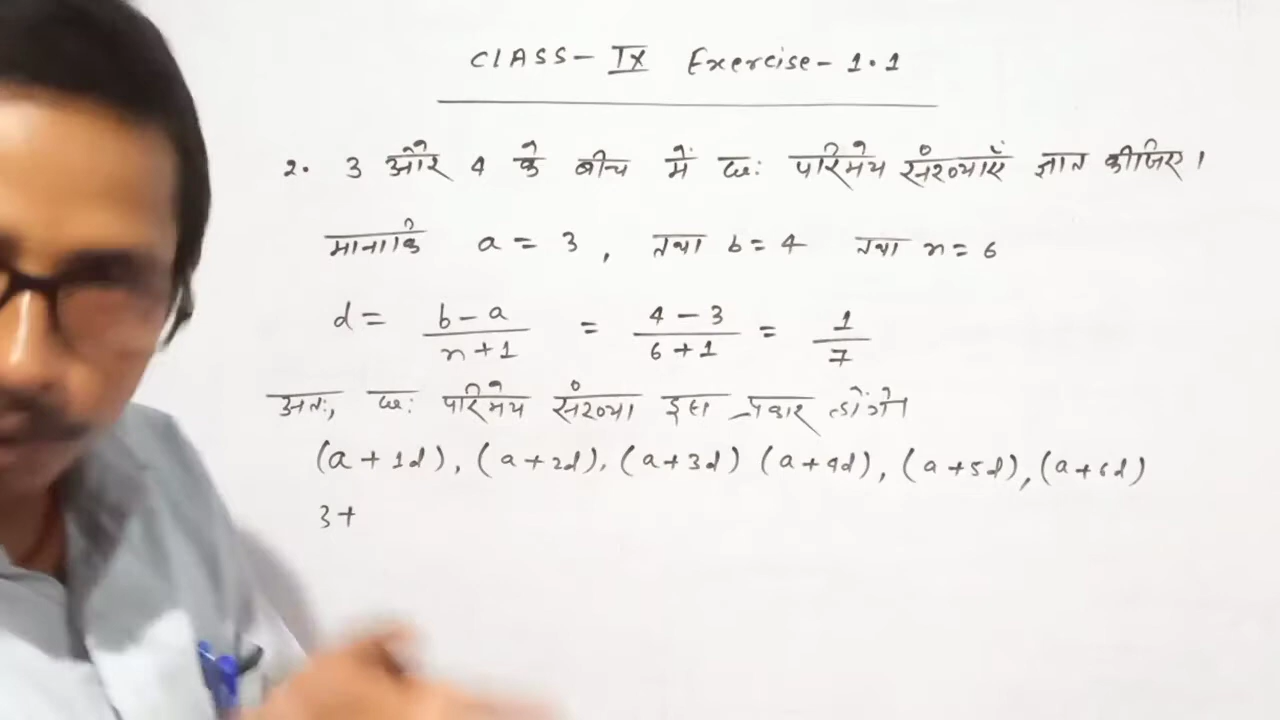 CLASS - IX Exercise - 1.1
2. 3 और 4 के बीच में छः परिमेय संख्याएँ ज्ञात कीजिए।
माना कि a = 3, तथा b = 4 तथा n = 6
d = b - a / n + 1 = 4 - 3 / 6 + 1 = 1 / 7
अतः, छः परिमेय संख्या इस प्रकार होंगे
(a + 1d), (a + 2d), (a + 3d) (a + 4d), (a + 5d), (a + 6d)
3 +